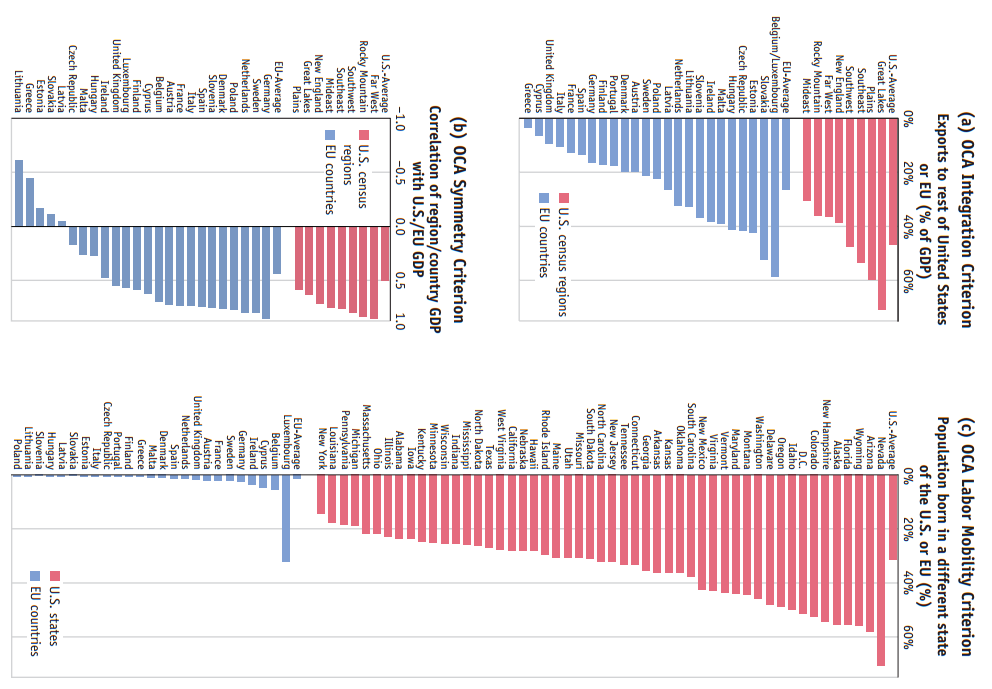 (a) OCA Integration Criterion
Exports to rest of United States
or EU (% of GDP)
0% 20% 40% 60%
U.S.-Average
Great Lakes
Plains
Southeast
Southwest
New England
Far West
Rocky Mountain
Mideast
EU-Average
Belgium/Luxembourg
Slovakia
Estonia
Czech Republic
Hungary
Malta
Ireland
Slovenia
Lithuania
Netherlands
Latvia
Poland
Sweden
Austria
Denmark
Portugal
Finland
Germany
Spain
France
Italy
United Kingdom
Cyprus
Greece
U.S. census regions
EU countries
(b) OCA Symmetry Criterion
Correlation of region/country GDP
with U.S./EU GDP
−1.0 −0.5 0.0 0.5 1.0
U.S.-Average
Far West
Rocky Mountain
Southwest
Southeast
Mideast
New England
Great Lakes
Plains
EU-Average
Germany
Sweden
Netherlands
Poland
Denmark
Slovenia
Spain
Italy
France
Austria
Belgium
Cyprus
Finland
Luxembourg
United Kingdom
Ireland
Hungary
Malta
Czech Republic
Latvia
Slovakia
Estonia
Greece
Lithuania
U.S. census
regions
EU countries
(c) OCA Labor Mobility Criterion
Population born in a different state
of the U.S. or EU (%)
0% 20% 40% 60%
U.S.-Average
Nevada
Arizona
Wyoming
Florida
Alaska
New Hampshire
Colorado
D.C.
Idaho
Oregon
Delaware
Washington
Montana
Maryland
Vermont
Virginia
New Mexico
South Carolina
Oklahoma
Kansas
Arkansas
Georgia
Connecticut
Tennessee
New Jersey
North Carolina
South Dakota
Missouri
Utah
Maine
Rhode Island
Hawaii
Nebraska
California
West Virginia
Texas
North Dakota
Mississippi
Indiana
Wisconsin
Minnesota
Kentucky
Iowa
Alabama
Illinois
Ohio
Massachusetts
Michigan
Pennsylvania
Louisiana
New York
EU-Average
Luxembourg
Belgium
Cyprus
Ireland
Germany
Sweden
France
Austria
United Kingdom
Netherlands
Spain
Denmark
Malta
Greece
Finland
Portugal
Czech Republic
Italy
Estonia
Slovakia
Latvia
Hungary
Slovenia
Lithuania
Poland
U.S. states
EU countries